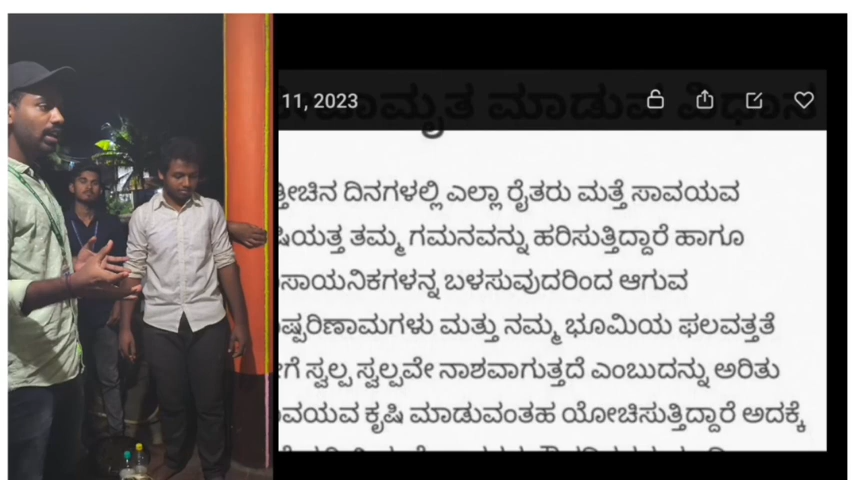 11, 2023
ಮಾಡುವ ವಿಧಾನ
ದಿನಗಳಲ್ಲಿ ಎಲ್ಲಾ ರೈತರು ಮತ್ತೆ ಸಾವಯವ
ತಮ್ಮ ಗಮನವನ್ನು ಹರಿಸುತ್ತಿದ್ದಾರೆ ಹಾಗೂ
ಸಾಯನಿಕಗಳನ್ನ ಬಳಸುವುದರಿಂದ ಆಗುವ
ಷ್ಪರಿಣಾಮಗಳು ಮತ್ತು ನಮ್ಮ ಭೂಮಿಯ ಫಲವತ್ತತೆ
ಸ್ವಲ್ಪ ಸ್ವಲ್ಪವೇ ನಾಶವಾಗುತ್ತದೆ ಎಂಬುದನ್ನು ಅರಿತು
ವಯವ ಕೃಷಿ ಮಾಡುವಂತಹ ಯೋಚಿಸುತ್ತಿದ್ದಾರೆ ಅದಕ್ಕೆ